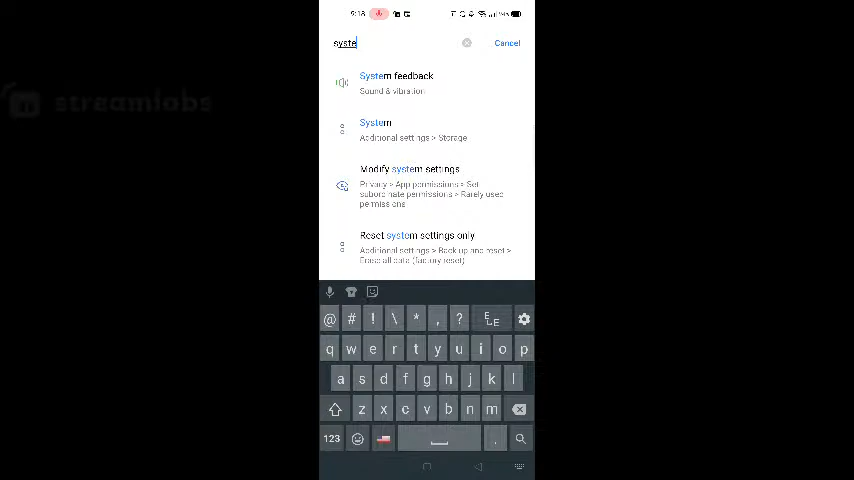 9:18
syste
Cancel
streamlabs
System feedback
Sound & vibration
System
Additional settings > Storage
Modify system settings
Privacy > App permissions > Set
subordinate permissions > Rarely used
permissions
Reset system settings only
Additional settings > Back up and reset >
Erase all data (factory reset)
@ # ! \ * , ?
q w e r t y u i o p
a s d f g h j k l
z x c v b n m
123 .